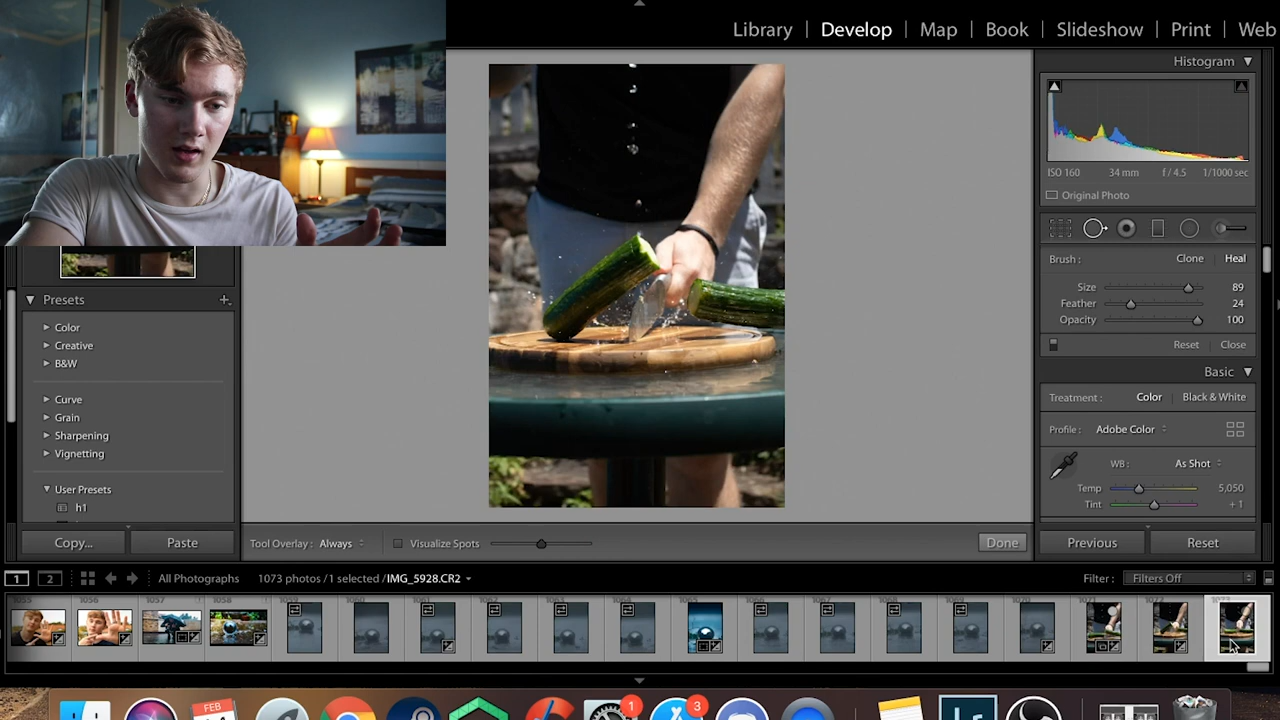 Library | Develop | Map | Book | Slideshow | Print | Web
Histogram
ISO 160 34 mm f / 4.5 1/1000 sec
Original Photo
Brush : Clone Heal
Size 89
Feather 24
Opacity 100
Reset Close
Basic
Treatment : Color Black & White
Profile : Adobe Color
WB : As Shot
Temp 5,050
Tint + 1
Previous Reset
Presets
Color
Creative
B&W
Curve
Grain
Sharpening
Vignetting
User Presets
h1
Copy... Paste
Tool Overlay : Always Visualize Spots Done
1 2 All Photographs 1073 photos / 1 selected / IMG_5928.CR2 Filter : Filters Off
FEB 1 3